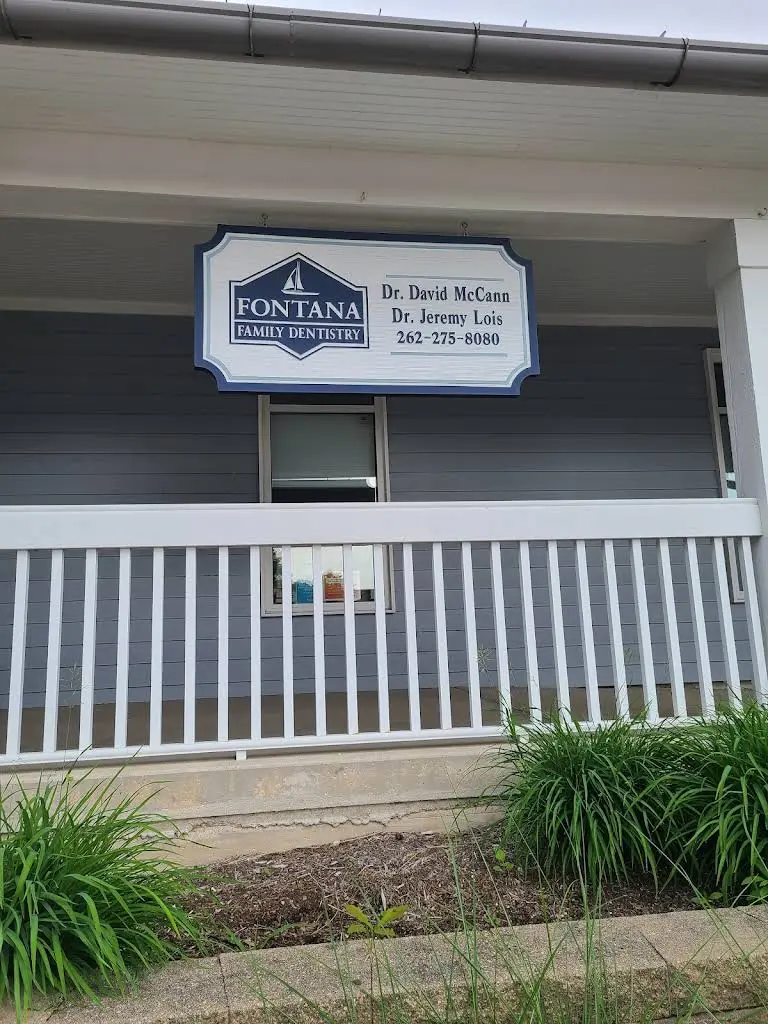 FONTANA
FAMILY DENTISTRY
Dr. David McCann
Dr. Jeremy Lois
262-275-8080